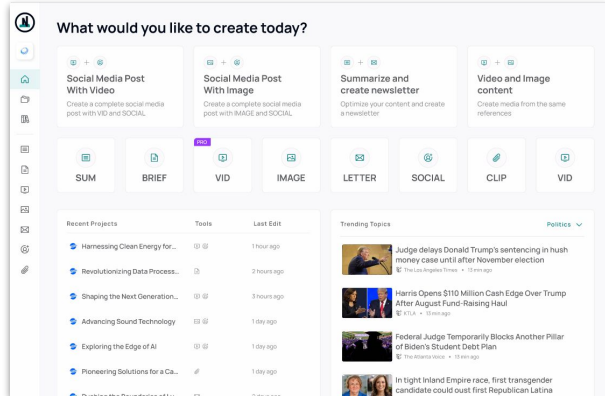 What would you like to create today?
Social Media Post
With Video
Create a complete social media
post with VID and SOCIAL
Social Media Post
With Image
Create a complete social media
post with IMAGE and SOCIAL
Summarize and
create newsletter
Optimize your content and create
a newsletter
Video and Image
content
Create media from the same
references
SUM
BRIEF
PRO
VID
IMAGE
LETTER
SOCIAL
CLIP
VID
Recent Projects Tools Last Edit
Harnessing Clean Energy for... 1 hour ago
Revolutionizing Data Process... 2 hours ago
Shaping the Next Generation... 3 hours ago
Advancing Sound Technology 1 day ago
Exploring the Edge of AI 1 day ago
Pioneering Solutions for a Ca... 1 day ago
Trending Topics Politics
Judge delays Donald Trump's sentencing in hush
money case until after November election
The Los Angeles Times • 13 min ago
Harris Opens $110 Million Cash Edge Over Trump
After August Fund-Raising Haul
KTLA • 13 min ago
Federal Judge Temporarily Blocks Another Pillar
of Biden's Student Debt Plan
The Atlanta Voice • 13 min ago
In tight Inland Empire race, first transgender
candidate could oust first Republican Latina